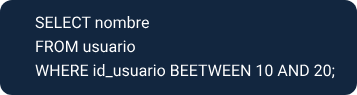 SELECT nombre
FROM usuario
WHERE id_usuario BEETWEEN 10 AND 20;